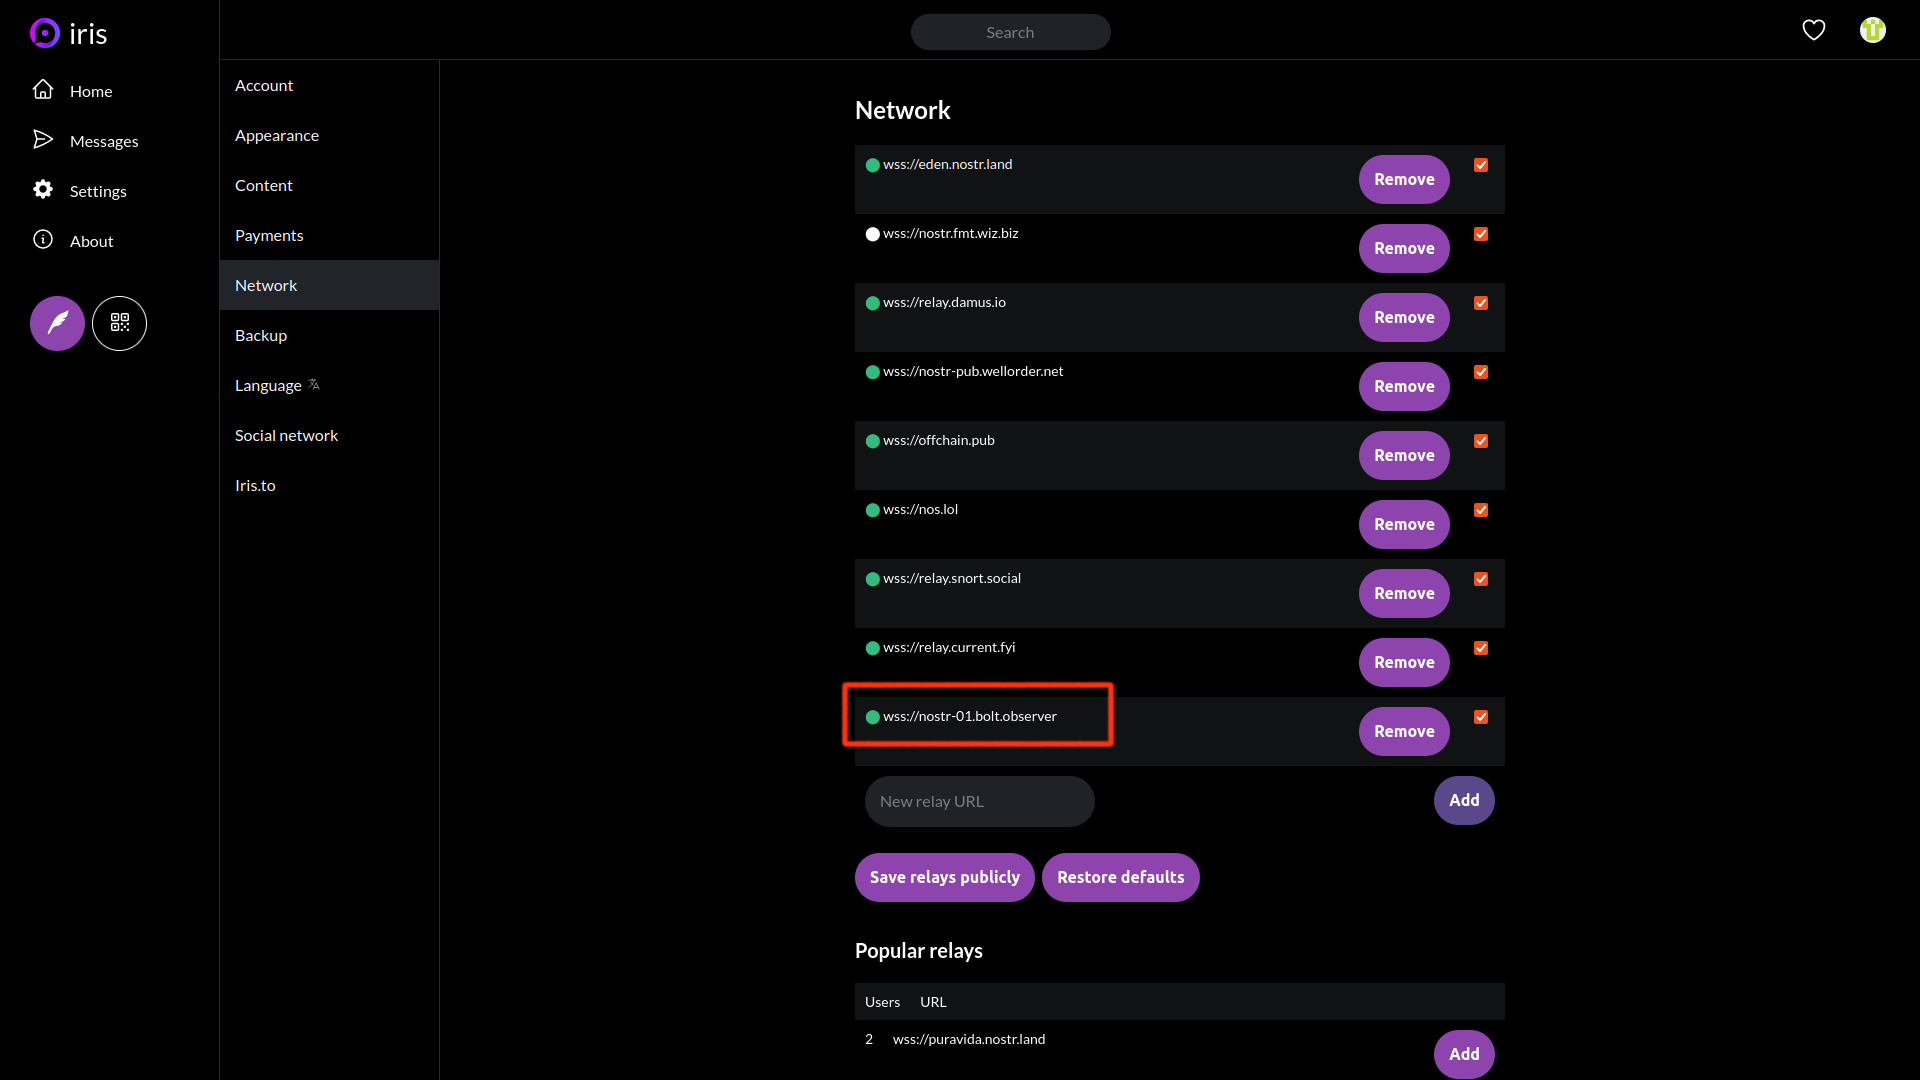 iris
Search
Home
Messages
Settings
About
Account
Appearance
Content
Payments
Network
Backup
Language
Social network
Iris.to
Network
wss://eden.nostr.land Remove
wss://nostr.fmt.wiz.biz Remove
wss://relay.damus.io Remove
wss://nostr-pub.wellorder.net Remove
wss://offchain.pub Remove
wss://nos.lol Remove
wss://relay.snort.social Remove
wss://relay.current.fyi Remove
wss://nostr-01.bolt.observer Remove
New relay URL Add
Save relays publicly Restore defaults
Popular relays
Users URL
2 wss://puravida.nostr.land Add